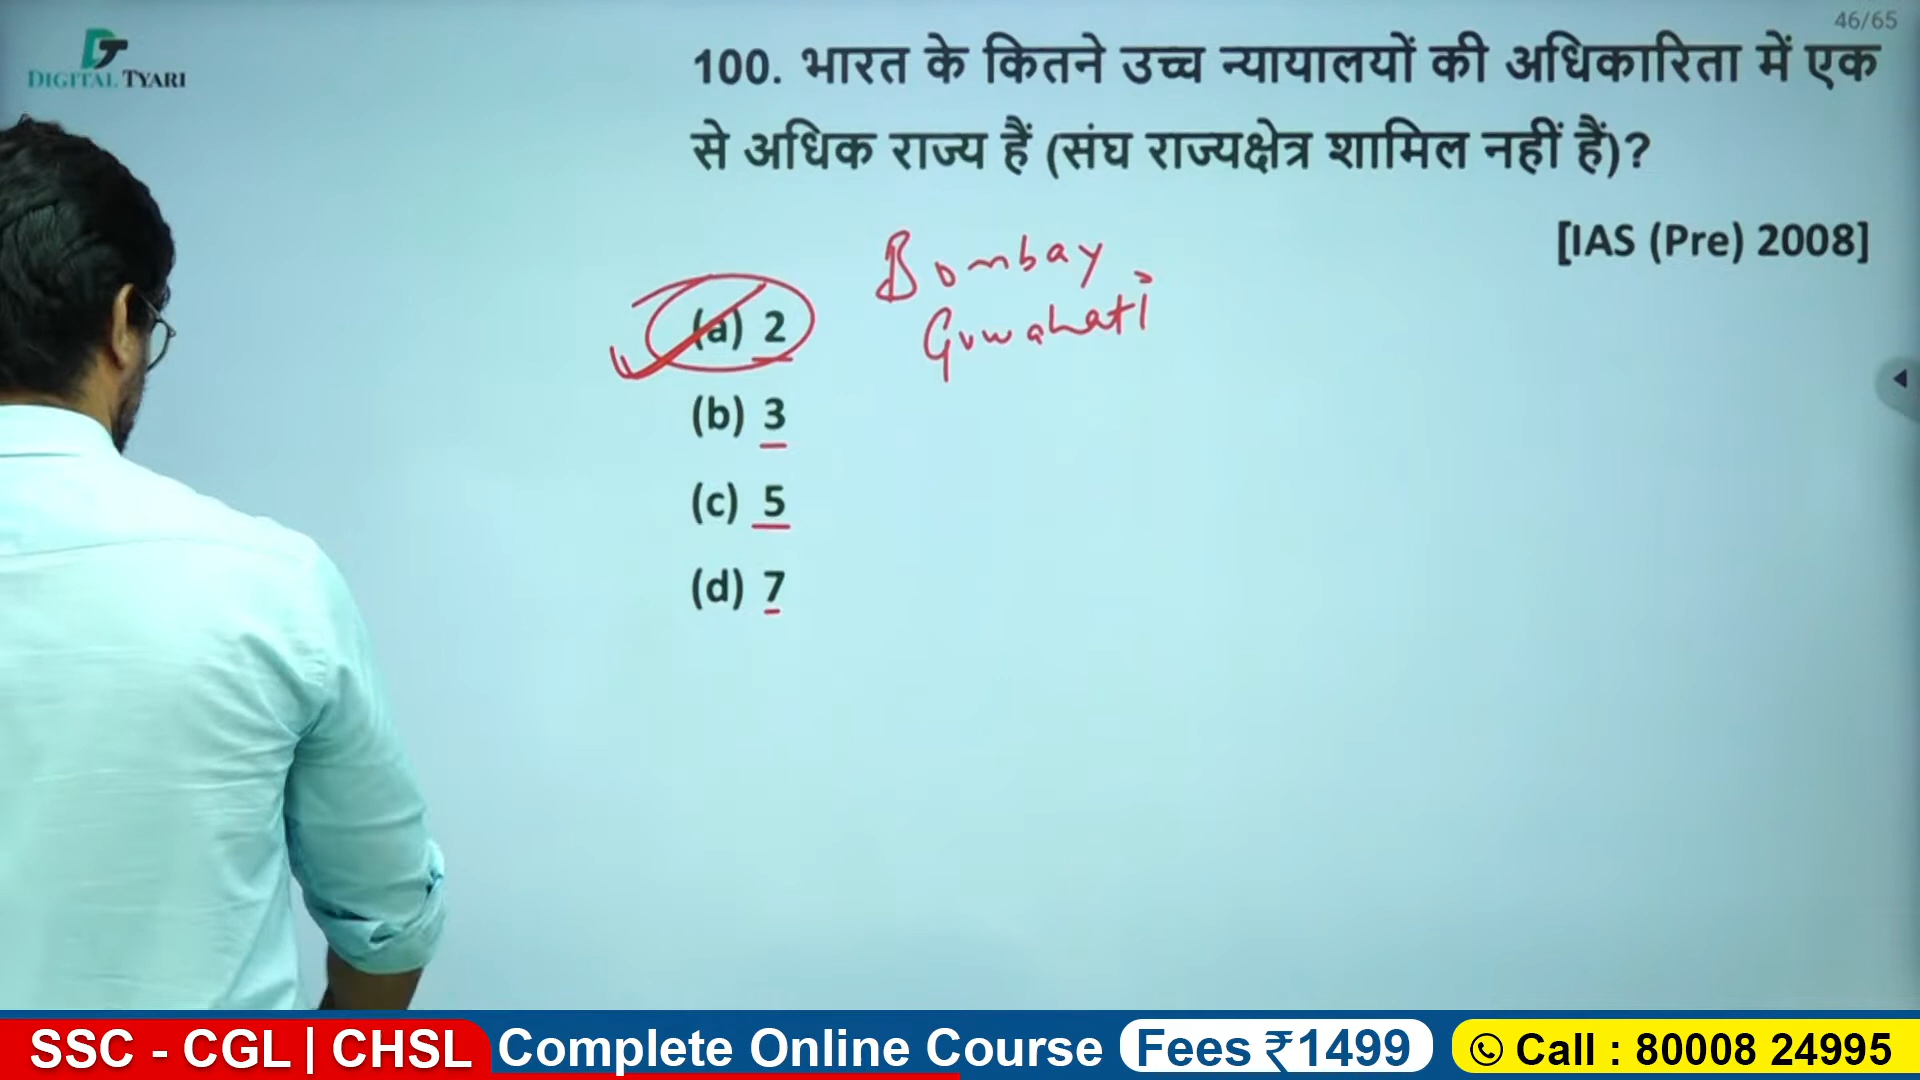 46/65
DT
DIGITAL TYARI
100. भारत के कितने उच्च न्यायालयों की अधिकारिता में एक
से अधिक राज्य हैं (संघ राज्यक्षेत्र शामिल नहीं हैं)?
[IAS (Pre) 2008]
Bombay
Guwahati
(a) 2
(b) 3
(c) 5
(d) 7
SSC - CGL | CHSL Complete Online Course Fees ₹1499 Call : 80008 24995